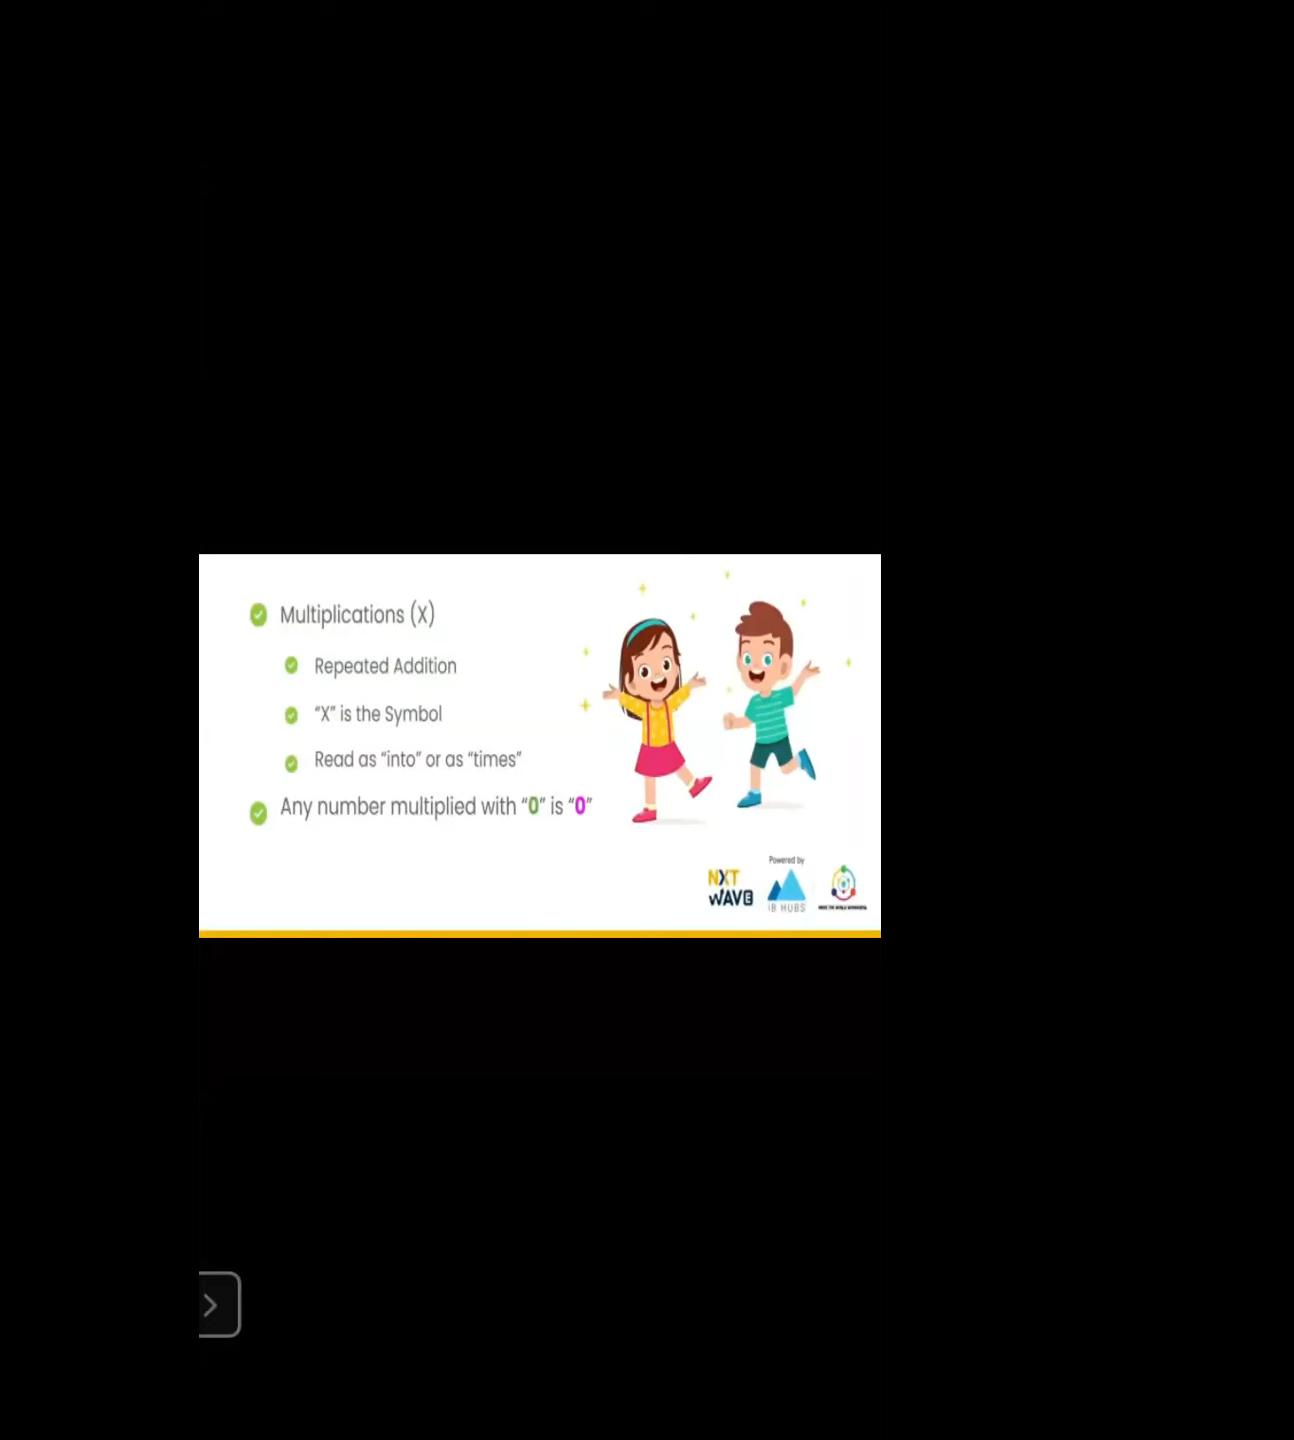 Multiplications (X)
Repeated Addition
“X” is the Symbol
Read as “into” or as “times”
Any number multiplied with “0” is “0”
Powered by
NXT
WAVE
IB HUBS